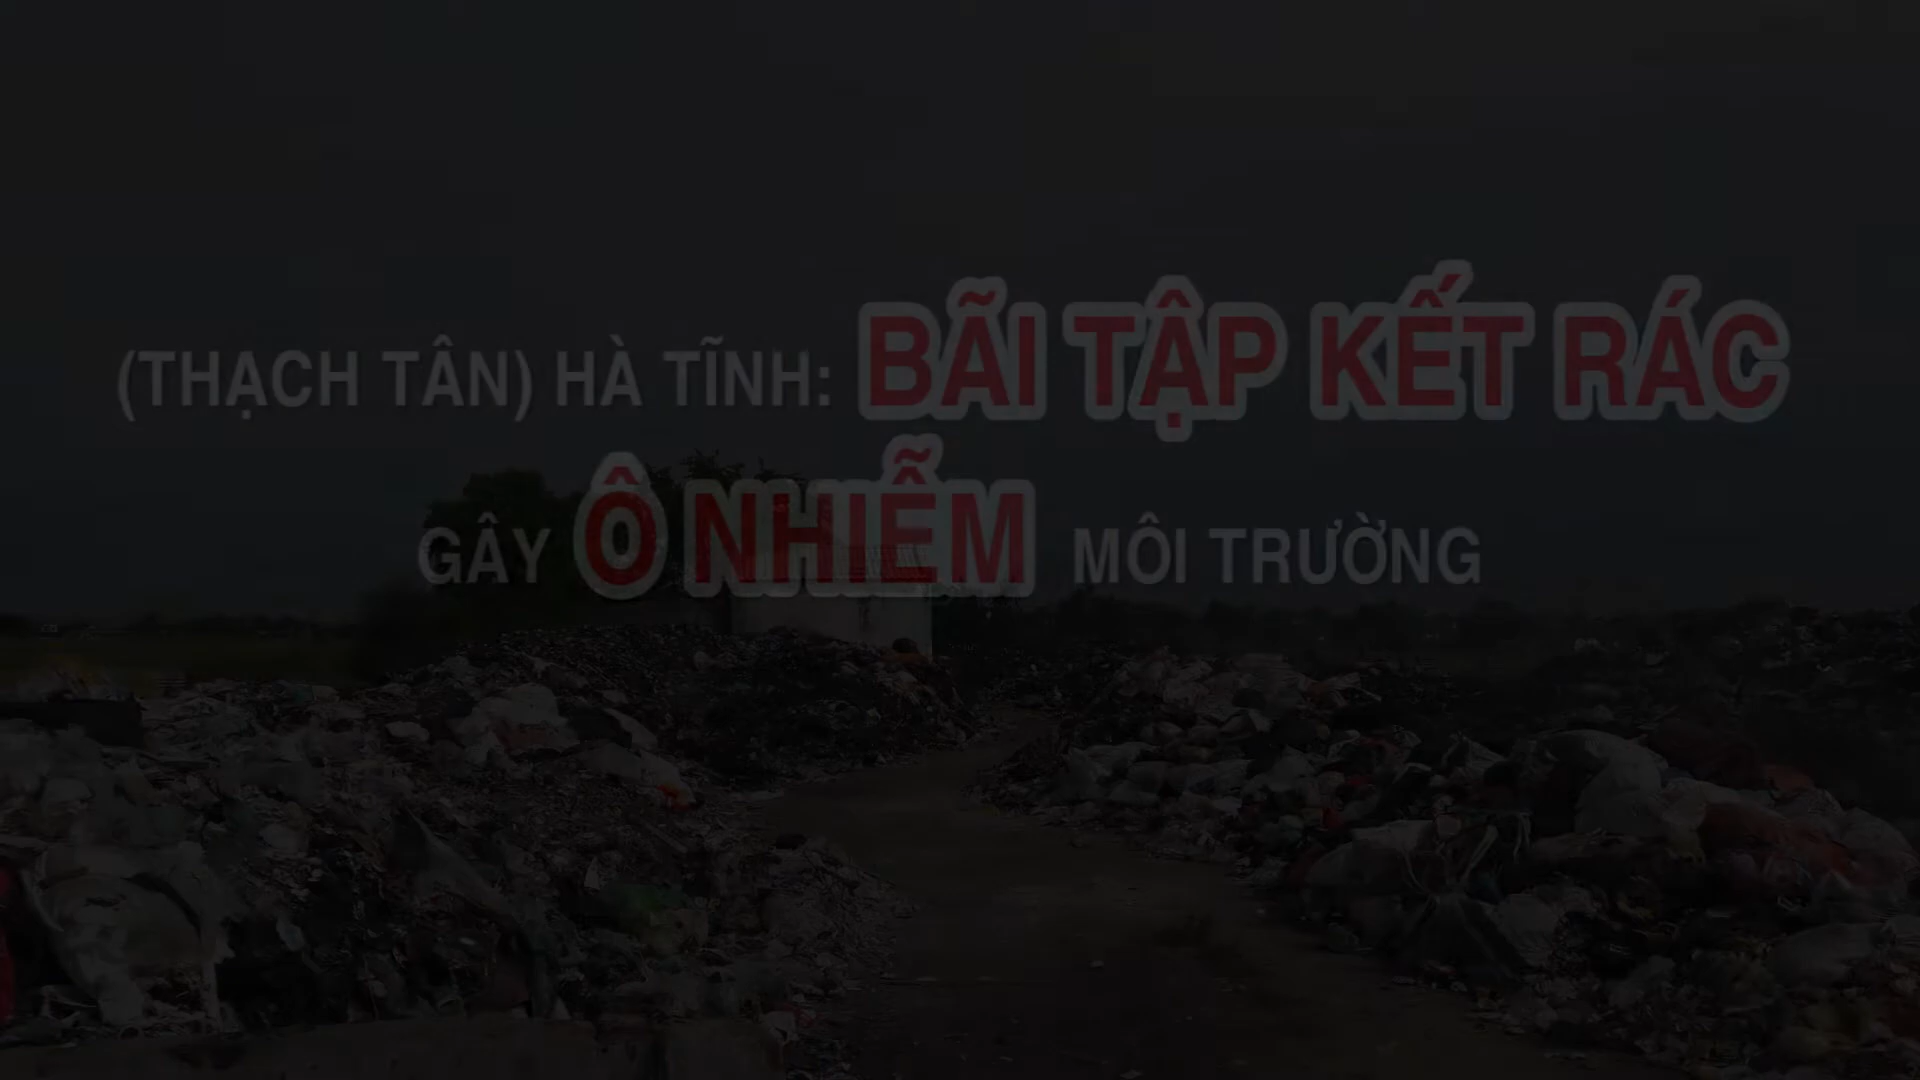 (THẠCH TÂN) HÀ TĨNH: BÃI TẬP KẾT RÁC
GÂY Ô NHIỄM MÔI TRƯỜNG